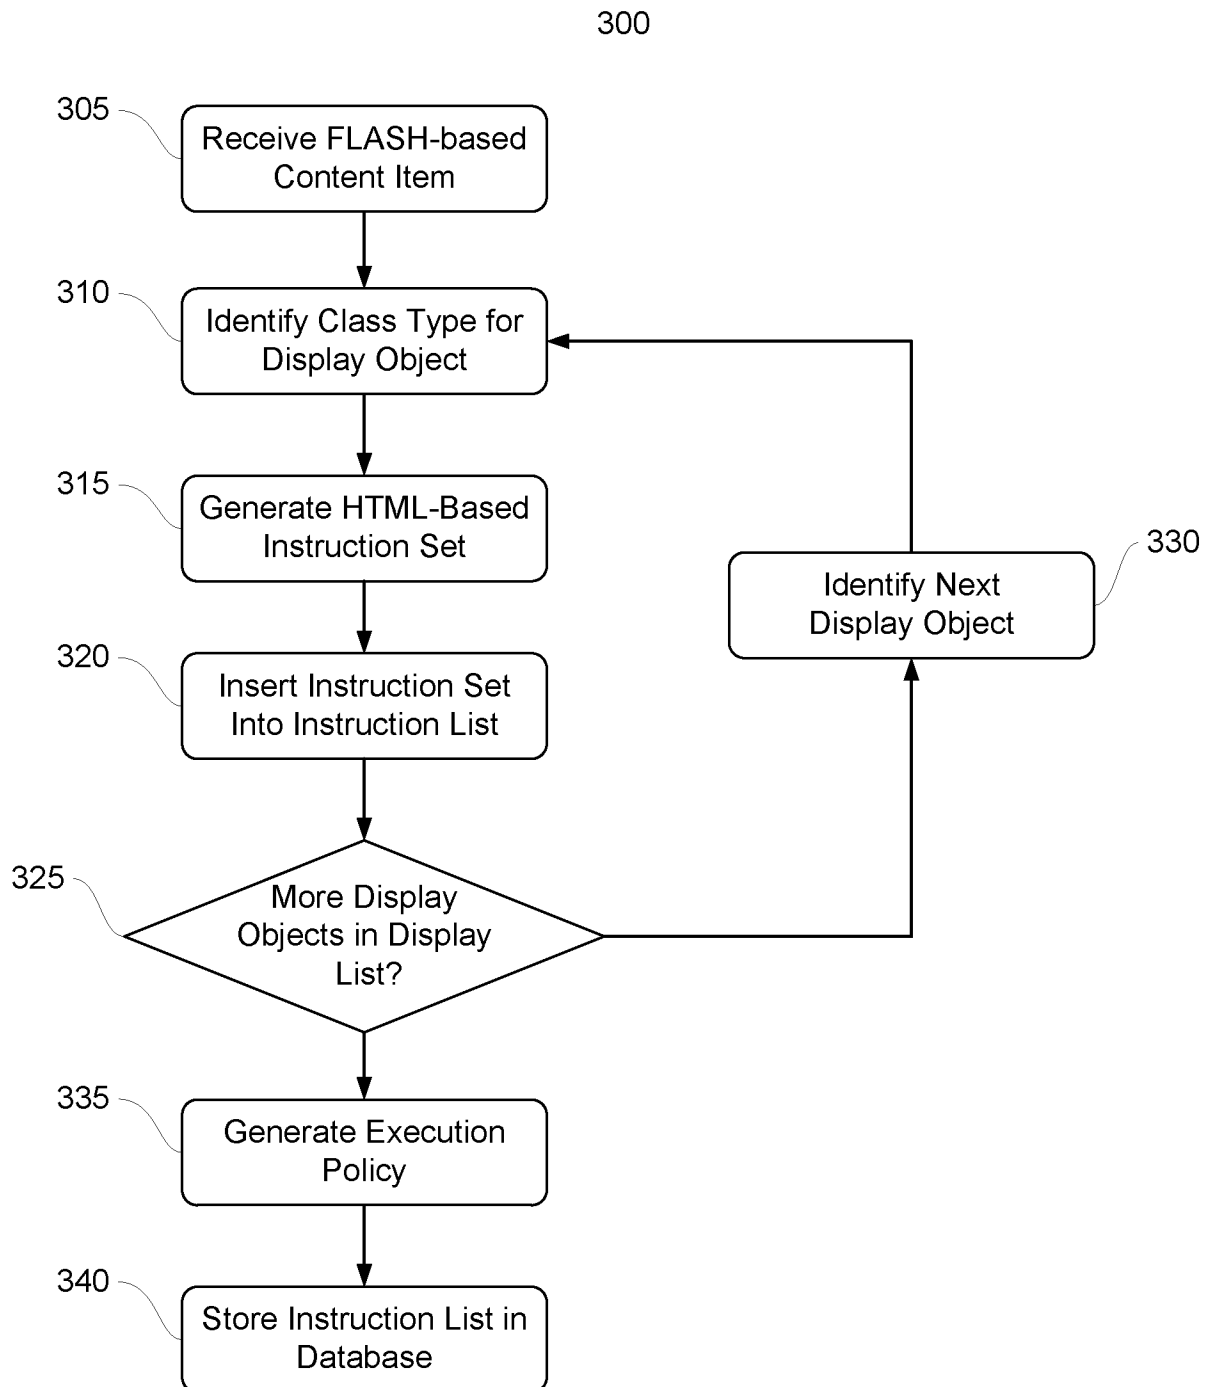 300
305
Receive FLASH-based
Content Item
310
Identify Class Type for
Display Object
315
Generate HTML-Based
Instruction Set
330
Identify Next
Display Object
320
Insert Instruction Set
Into Instruction List
325
More Display
Objects in Display
List?
335
Generate Execution
Policy
340
Store Instruction List in
Database